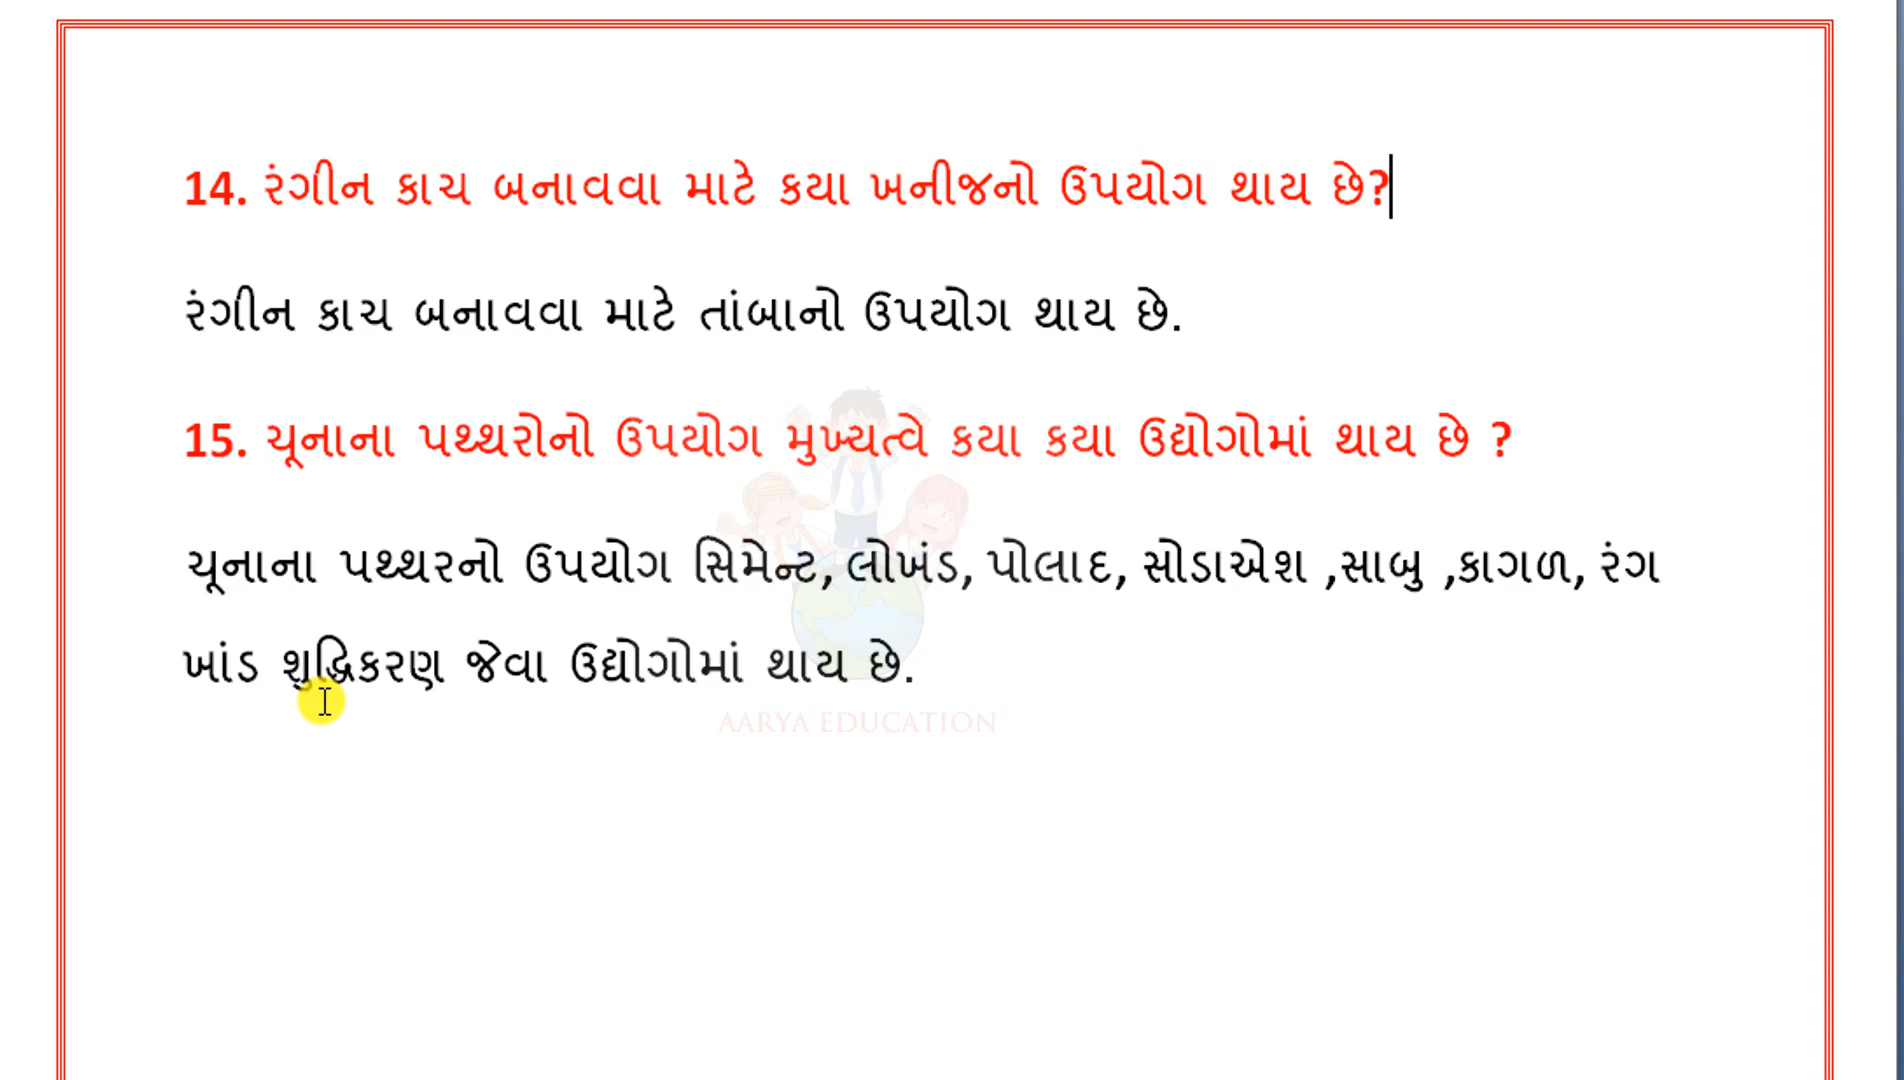 14. રંગીન કાચ બનાવવા માટે કયા ખનીજનો ઉપયોગ થાય છે?
રંગીન કાચ બનાવવા માટે તાંબાનો ઉપયોગ થાય છે.
15. ચૂનાના પથ્થરોનો ઉપયોગ મુખ્યત્વે કયા કયા ઉદ્યોગોમાં થાય છે ?
ચૂનાના પથ્થરનો ઉપયોગ સિમેન્ટ, લોખંડ, પોલાદ, સોડાએશ ,સાબુ ,કાગળ, રંગ
ખાંડ શુદ્ધિકરણ જેવા ઉદ્યોગોમાં થાય છે.
AARYA EDUCATION